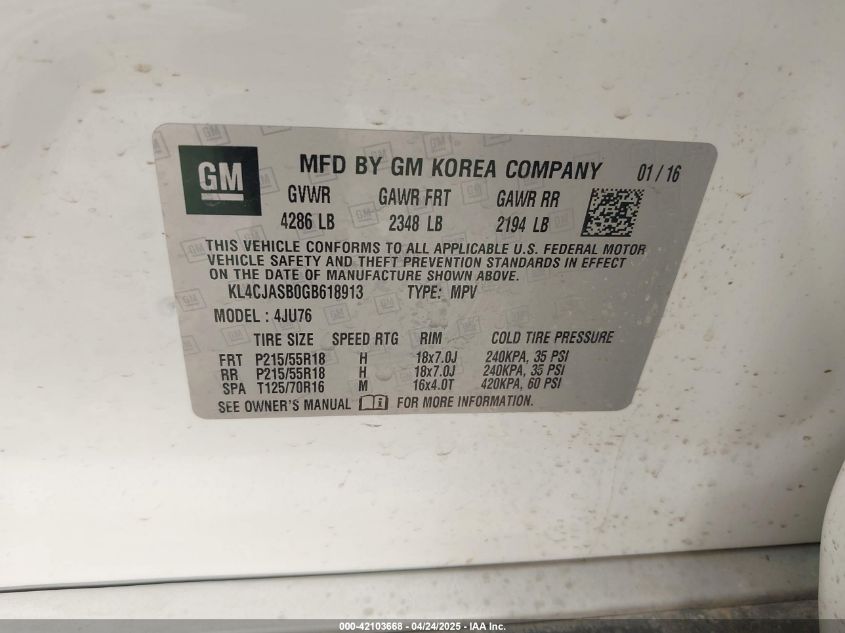 GM MFD BY GM KOREA COMPANY 01 / 16
GVWR GAWR FRT GAWR RR
4286 LB 2348 LB 2194 LB
THIS VEHICLE CONFORMS TO ALL APPLICABLE U.S. FEDERAL MOTOR
VEHICLE SAFETY AND THEFT PREVENTION STANDARDS IN EFFECT
ON THE DATE OF MANUFACTURE SHOWN ABOVE.
KL4CJASB0GB618913 TYPE: MPV
MODEL : 4JU76
TIRE SIZE SPEED RTG RIM COLD TIRE PRESSURE
FRT P215/55R18 H 18x7.0J 240KPA, 35 PSI
RR P215/55R18 H 18x7.0J 240KPA, 35 PSI
SPA T125/70R16 M 16x4.0T 420KPA, 60 PSI
SEE OWNER'S MANUAL FOR MORE INFORMATION.
000-42103668 - 04/24/2025 - IAA Inc.